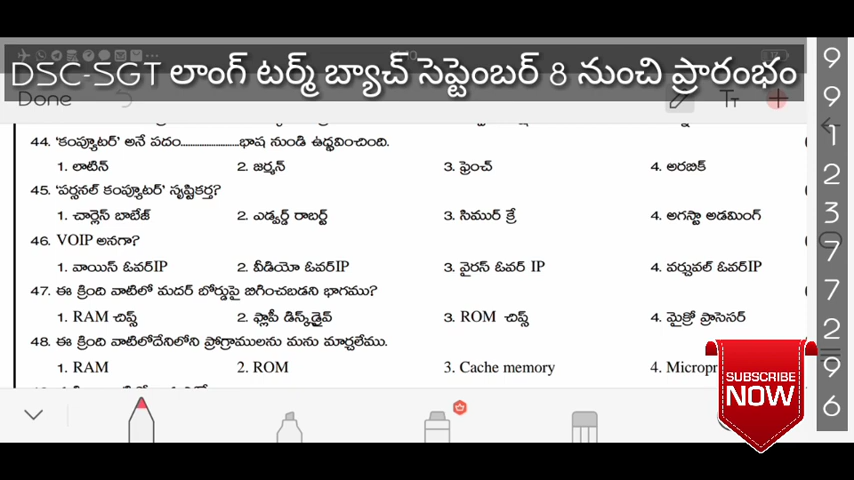 DSC-SGT లాంగ్ టర్మ్ బ్యాచ్ సెప్టెంబర్ 8 నుంచి ప్రారంభం
Done
44. 'కంప్యూటర్' అనే పదం........................భాష నుండి ఉద్భవించింది.
1. లాటిన్ 2. జర్మన్ 3. ఫ్రెంచ్ 4. అరబిక్
45. 'పర్సనల్ కంప్యూటర్' సృష్టికర్త?
1. చార్లెస్ బాబేజ్ 2. ఎడ్వర్డ్ రాబర్ట్ 3. సిముర్ క్రే 4. అగస్టా అడమింగ్
46. VOIP అనగా?
1. వాయిస్ ఓవర్IP 2. వీడియో ఓవర్IP 3. వైరస్ ఓవర్ IP 4. వర్చువల్ ఓవర్IP
47. ఈ క్రింది వాటిలో మదర్ బోర్డుపై బిగించబడని భాగము?
1. RAM చిప్స్ 2. ఫ్లాపీ డిస్క్‌డ్రైవ్ 3. ROM చిప్స్ 4. మైక్రో ప్రాసెసర్
48. ఈ క్రింది వాటిలోదేనిలోని ప్రోగ్రాములను మను మార్చలేము.
1. RAM 2. ROM 3. Cache memory 4. Micropr
SUBSCRIBE
NOW
9
9
1
2
3
7
7
2
9
6